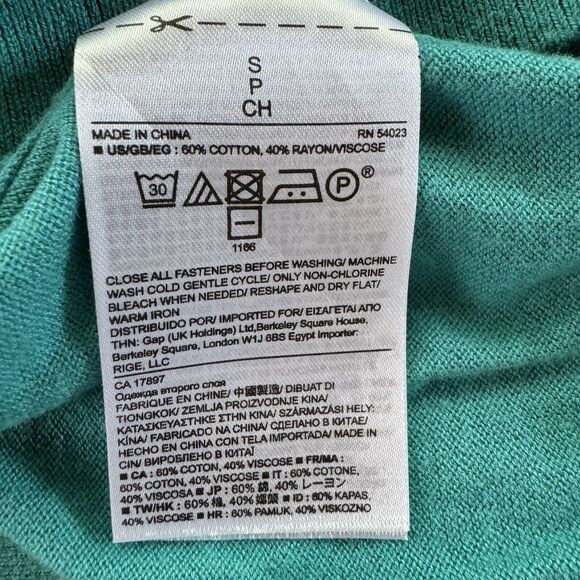 S
P
CH
MADE IN CHINA RN 54023
■ US/GB/EG : 60% COTTON, 40% RAYON/VISCOSE
30 P ®
1166
CLOSE ALL FASTENERS BEFORE WASHING/ MACHINE
WASH COLD GENTLE CYCLE/ ONLY NON-CHLORINE
BLEACH WHEN NEEDED/ RESHAPE AND DRY FLAT/
WARM IRON
DISTRIBUIDO POR/ IMPORTED FOR/ ΕΙΣΑΓΕΤΑΙ ΑΠΟ
ΤΗΝ: Gap (UK Holdings) Ltd,Berkeley Square House,
Berkeley Square, London W1J 6BS Egypt importer:
RIGE, LLC
CA 17897
Одежда второго слоя
FABRIQUE EN CHINE/ 中國製造/ DIBUAT DI
TIONGKOK/ ZEMLJA PROIZVODNJE KINA/
ΚΑΤΑΣΚΕΥΑΣΤΗΚΕ ΣΤΗΝ ΚΙΝΑ/ SZÁRMAZÁSI HELY:
KÍNA/ FABRICADO NA CHINA/ СДЕЛАНО В КИТАЕ/
HECHO EN CHINA CON TELA IMPORTADA/ MADE IN
CIN/ ВИРОБЛЕНО В КИТАЇ
■ CA : 60% COTON, 40% VISCOSE ■ FR/MA :
60% COTON, 40% VISCOSE ■ IT : 60% COTONE,
40% VISCOSA ■ JP : 60% 綿, 40% レーヨン
■ TW/HK : 60% 棉, 40% 嫘縈 ■ ID : 60% KAPAS,
40% VISCOSE ■ HR : 60% PAMUK, 40% VISKOZNO